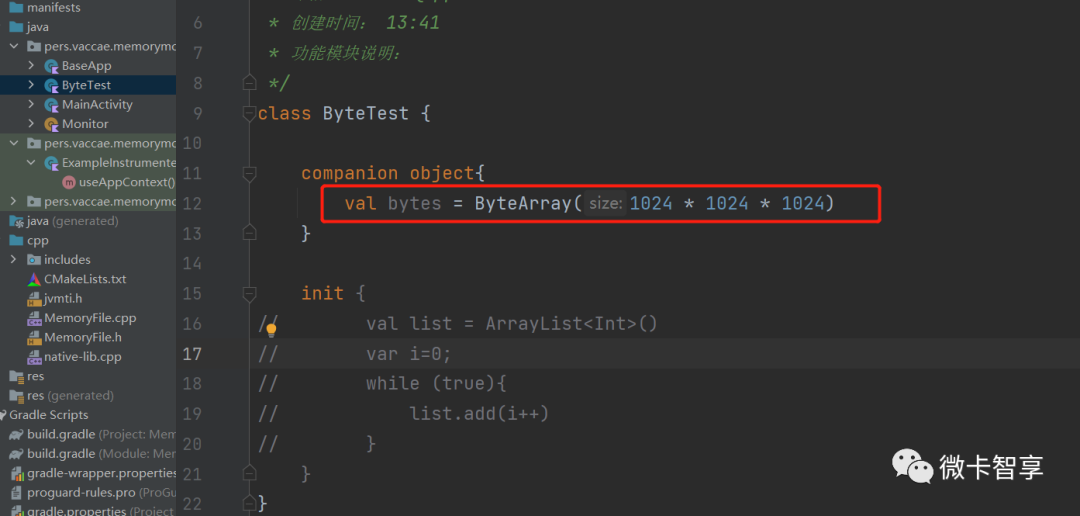 manifests
java
pers.vaccae.memorymo
BaseApp
ByteTest
MainActivity
Monitor
pers.vaccae.memorymo
ExampleInstrumente
useAppContext()
pers.vaccae.memorymo
java (generated)
cpp
includes
CMakeLists.txt
jvmti.h
MemoryFile.cpp
MemoryFile.h
native-lib.cpp
res
res (generated)
Gradle Scripts
build.gradle (Project: Mem
build.gradle (Module: Mem
gradle-wrapper.properties
proguard-rules.pro (ProGu
gradle.properties (Project
6 * 创建时间： 13:41
7 * 功能模块说明：
8 */
9 class ByteTest {
10
11 companion object{
12 val bytes = ByteArray( size: 1024 * 1024 * 1024)
13 }
14
15 init {
16 // val list = ArrayList<Int>()
17 // var i=0;
18 // while (true){
19 // list.add(i++)
20 // }
21 }
22 }
微卡智享